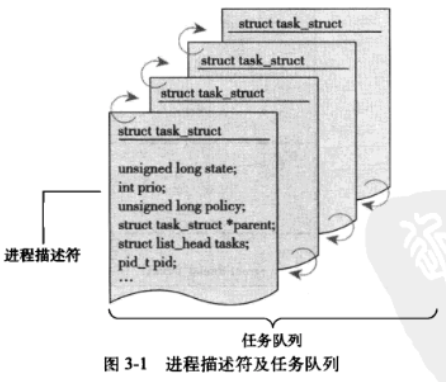 struct task_struct
struct task_struct
struct task_struct
struct task_struct
unsigned long state;
int prio;
unsigned long policy;
struct task_struct *parent;
struct list_head tasks;
pid_t pid;
…
进程描述符
任务队列
图 3-1 进程描述符及任务队列